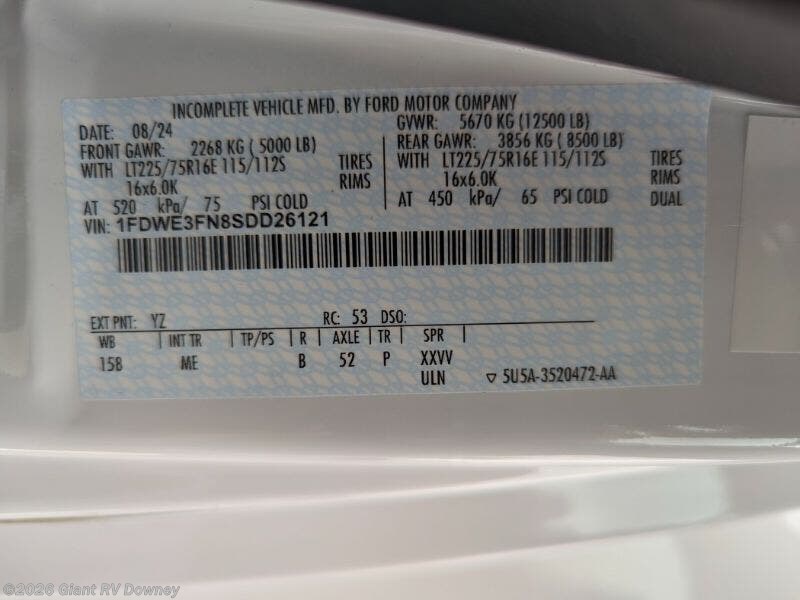 INCOMPLETE VEHICLE MFD. BY FORD MOTOR COMPANY
DATE: 08/24 GVWR: 5670 KG (12500 LB)
FRONT GAWR: 2268 KG ( 5000 LB) REAR GAWR: 3856 KG ( 8500 LB)
WITH LT225/75R16E 115/112S TIRES WITH LT225/75R16E 115/112S TIRES
16x6.0K RIMS 16x6.0K RIMS
AT 520 kPa/ 75 PSI COLD AT 450 kPa/ 65 PSI COLD DUAL
VIN: 1FDWE3FN8SDD26121
EXT PNT: YZ RC: 53 DSO:
WB INT TR TP/PS R AXLE TR SPR
158 ME B 52 P XXVV
ULN ▽ 5U5A-3520472-AA
©2026 Giant RV Downey